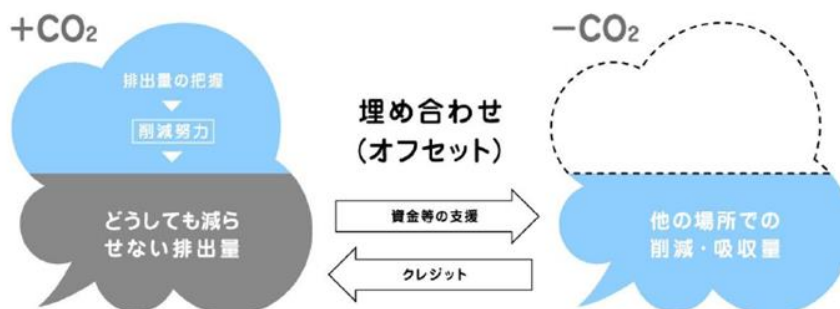 ＋CO₂
排出量の把握
削減努力
どうしても減ら
せない排出量
埋め合わせ
（オフセット）
資金等の支援
クレジット
－CO₂
他の場所での
削減・吸収量